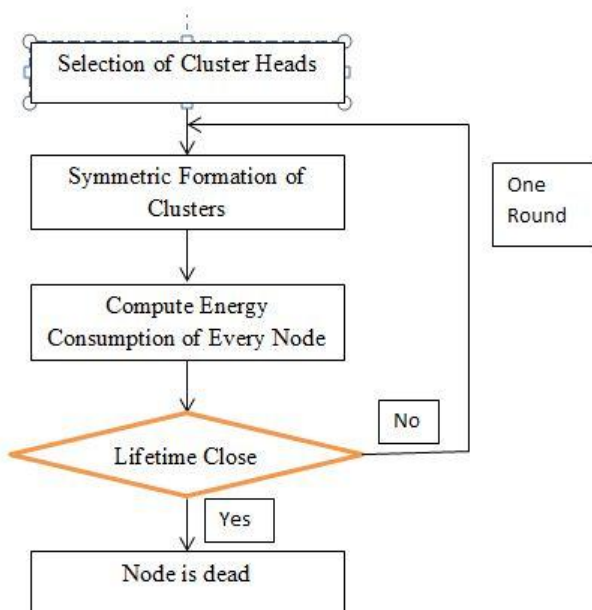 Selection of Cluster Heads
Symmetric Formation of
Clusters
One
Round
Compute Energy
Consumption of Every Node
No
Lifetime Close
Yes
Node is dead